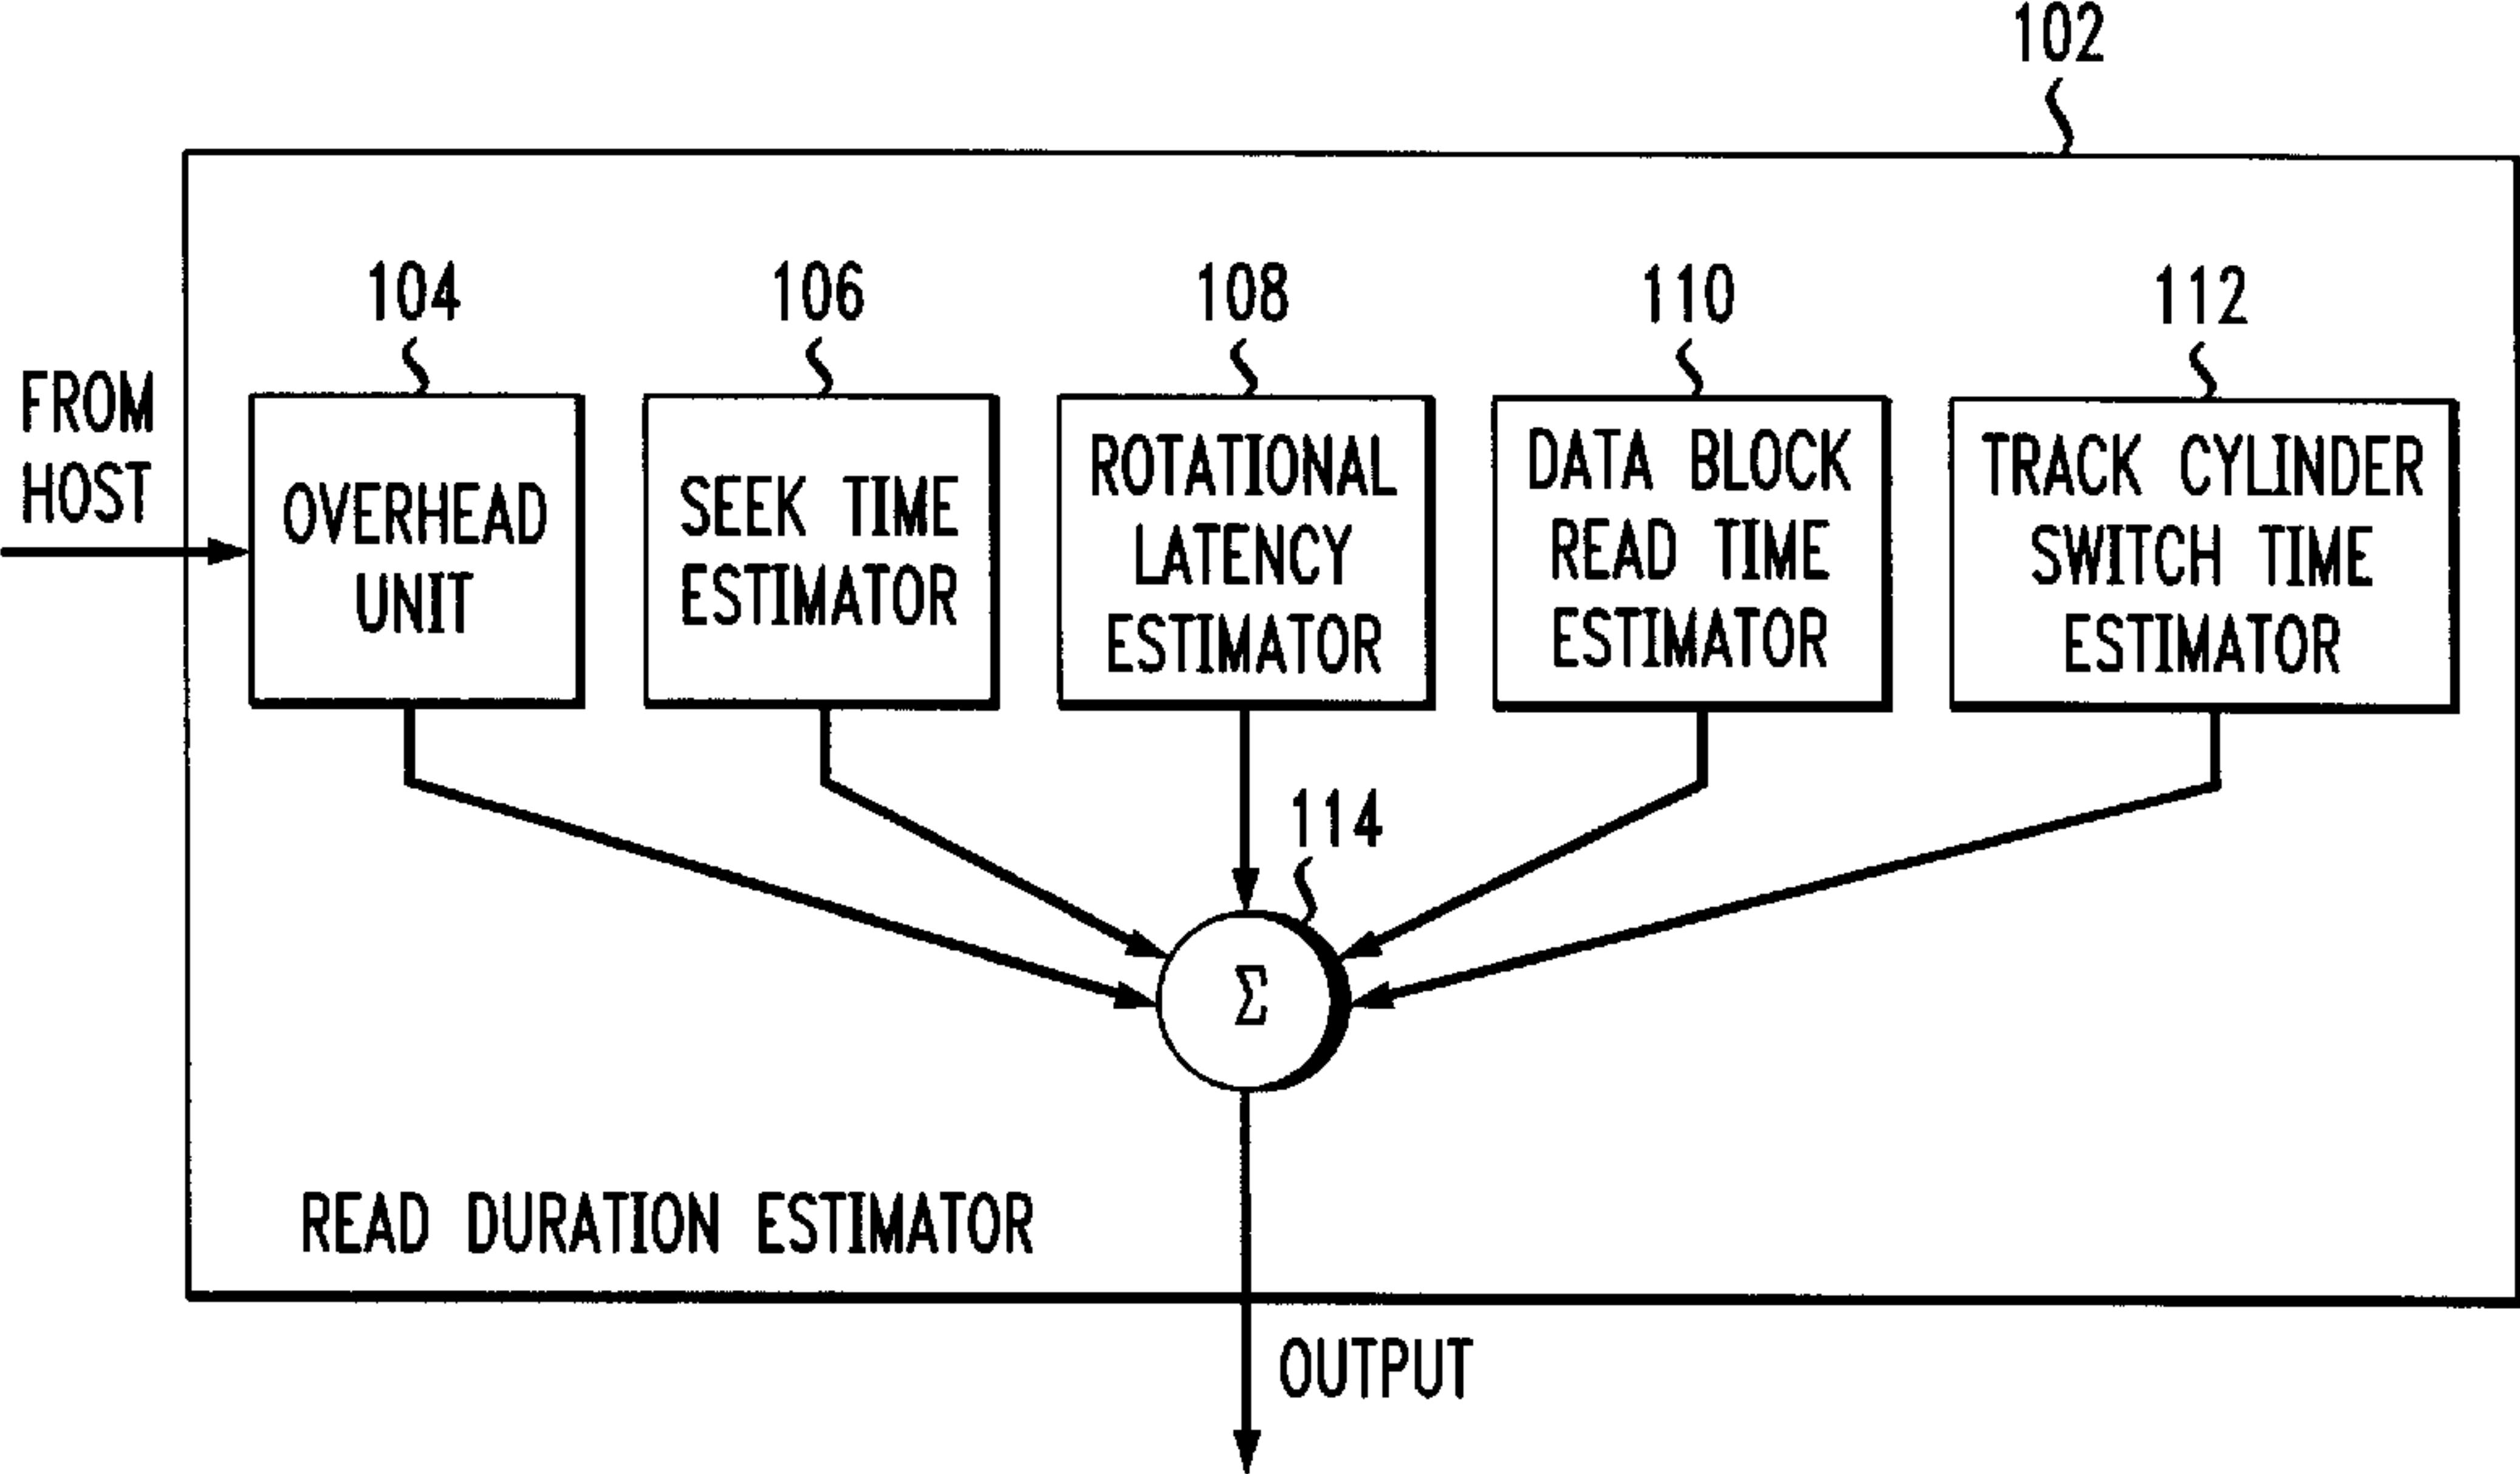 102
104
106
108
110
112
FROM
HOST
OVERHEAD
UNIT
SEEK TIME
ESTIMATOR
ROTATIONAL
LATENCY
ESTIMATOR
DATA BLOCK
READ TIME
ESTIMATOR
TRACK CYLINDER
SWITCH TIME
ESTIMATOR
114
Σ
READ DURATION ESTIMATOR
OUTPUT